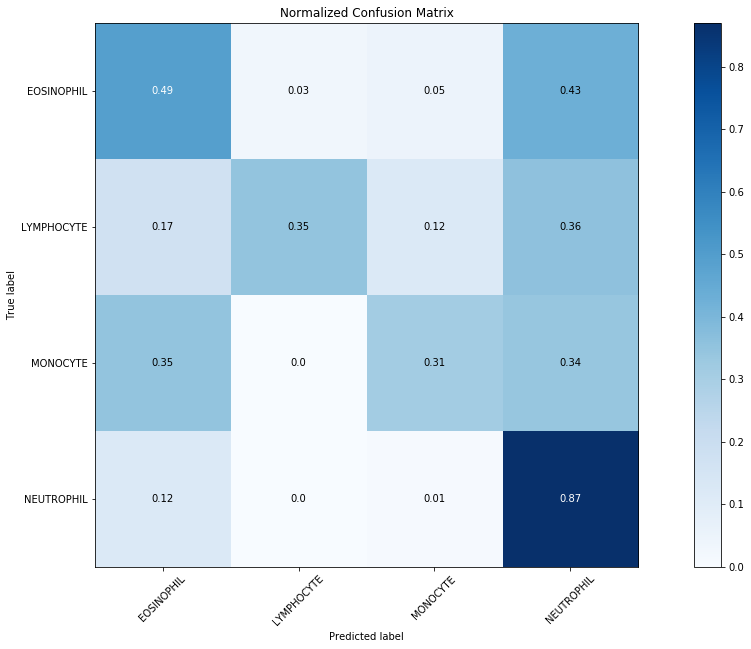 Normalized Confusion Matrix
EOSINOPHIL 0.49 0.03 0.05 0.43
LYMPHOCYTE 0.17 0.35 0.12 0.36
MONOCYTE 0.35 0.0 0.31 0.34
NEUTROPHIL 0.12 0.0 0.01 0.87
True label
EOSINOPHIL LYMPHOCYTE MONOCYTE NEUTROPHIL
Predicted label
0.8
0.7
0.6
0.5
0.4
0.3
0.2
0.1
0.0